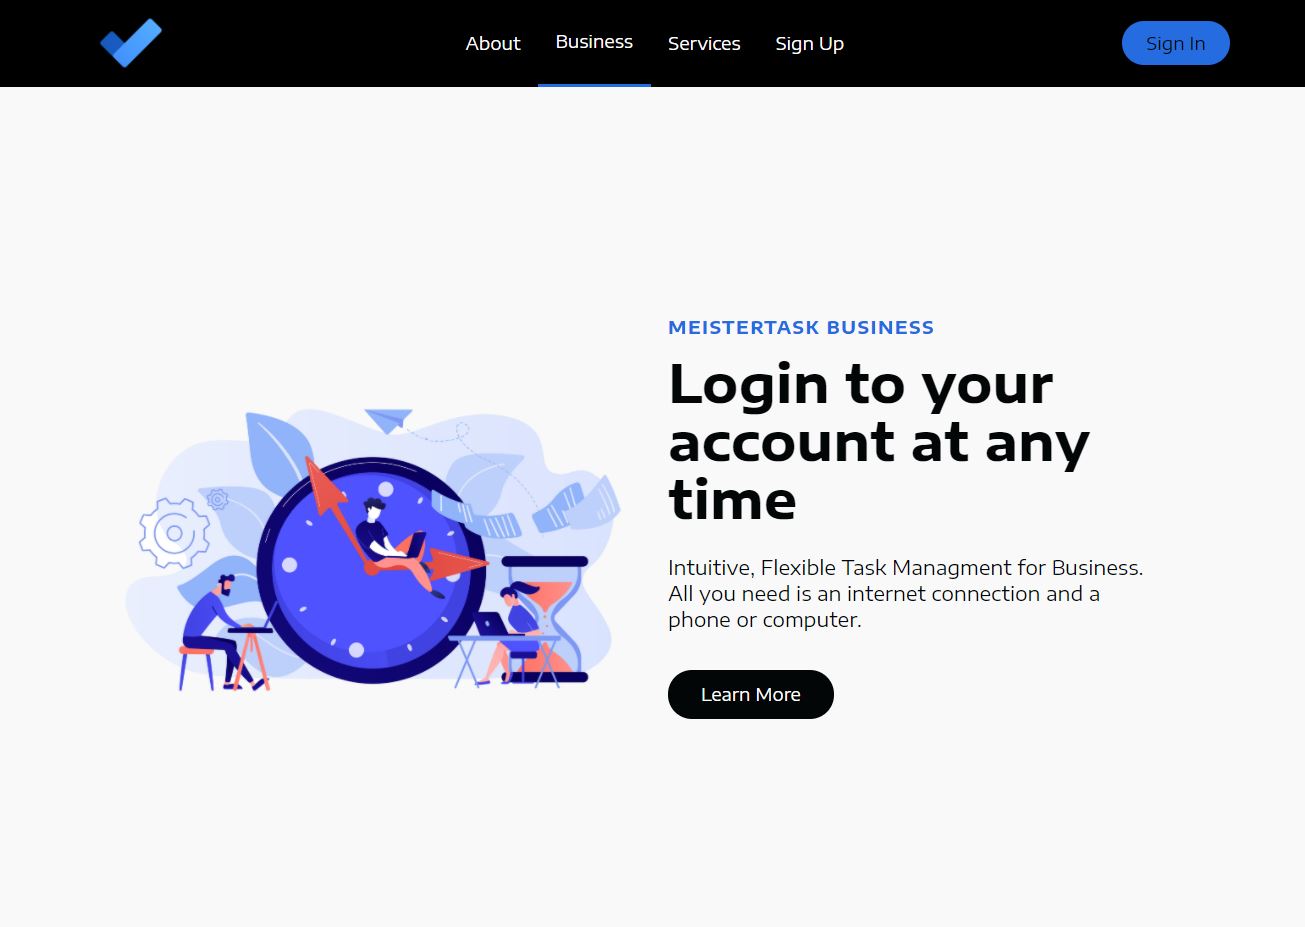 About
Business
Services
Sign Up
Sign In
MEISTERTASK BUSINESS
Login to your
account at any
time
Intuitive, Flexible Task Managment for Business.
All you need is an internet connection and a
phone or computer.
Learn More